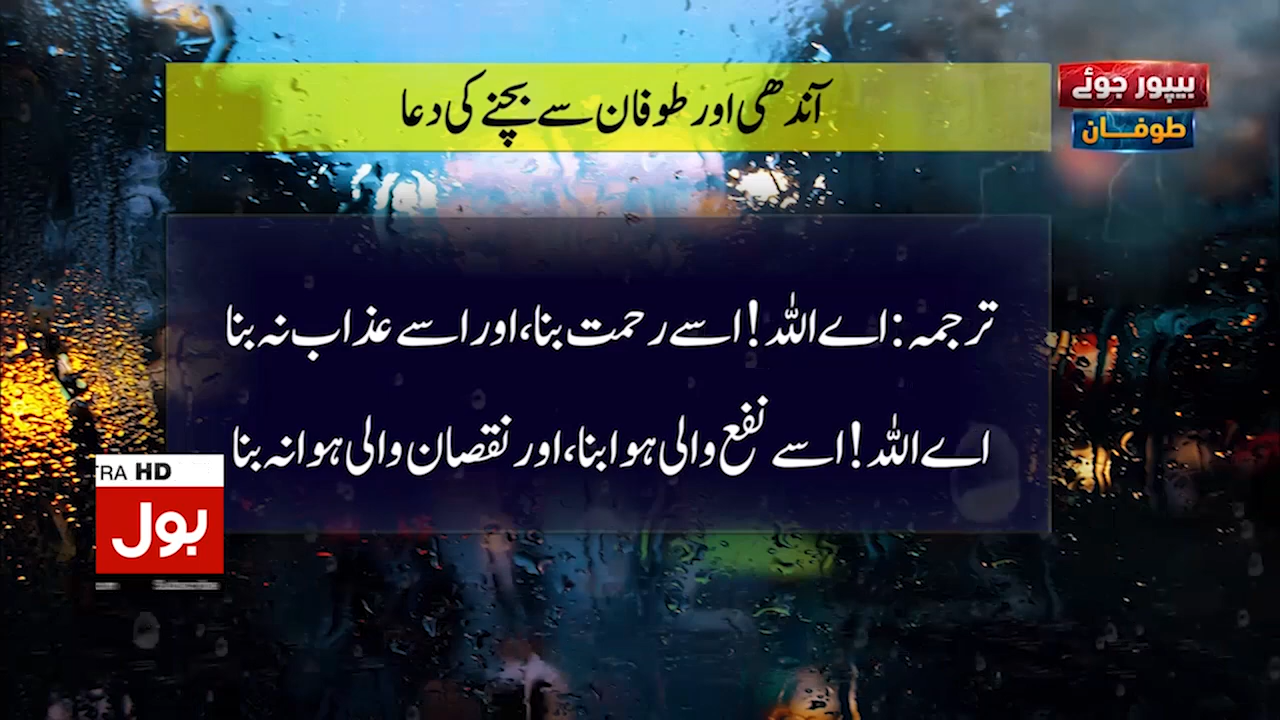 آندھی اور طوفان سے بچنے کی دعا
بیپور جوئے
طوفان
ترجمہ: اے اللہ! اسے رحمت بنا، اور اسے عذاب نہ بنا
اے اللہ! اسے نفع والی ہوا بنا، اور نقصان والی ہوا نہ بنا
TRA HD
بول